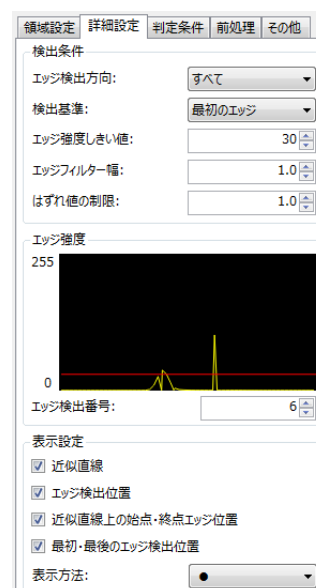 領域設定 詳細設定 判定条件 前処理 その他
検出条件
エッジ検出方向: すべて
検出基準: 最初のエッジ
エッジ強度しきい値: 30
エッジフィルター幅: 1.0
はずれ値の制限: 1.0
エッジ強度
255
0
エッジ検出番号: 6
表示設定
近似直線
エッジ検出位置
近似直線上の始点・終点エッジ位置
最初・最後のエッジ検出位置
表示方法: ●